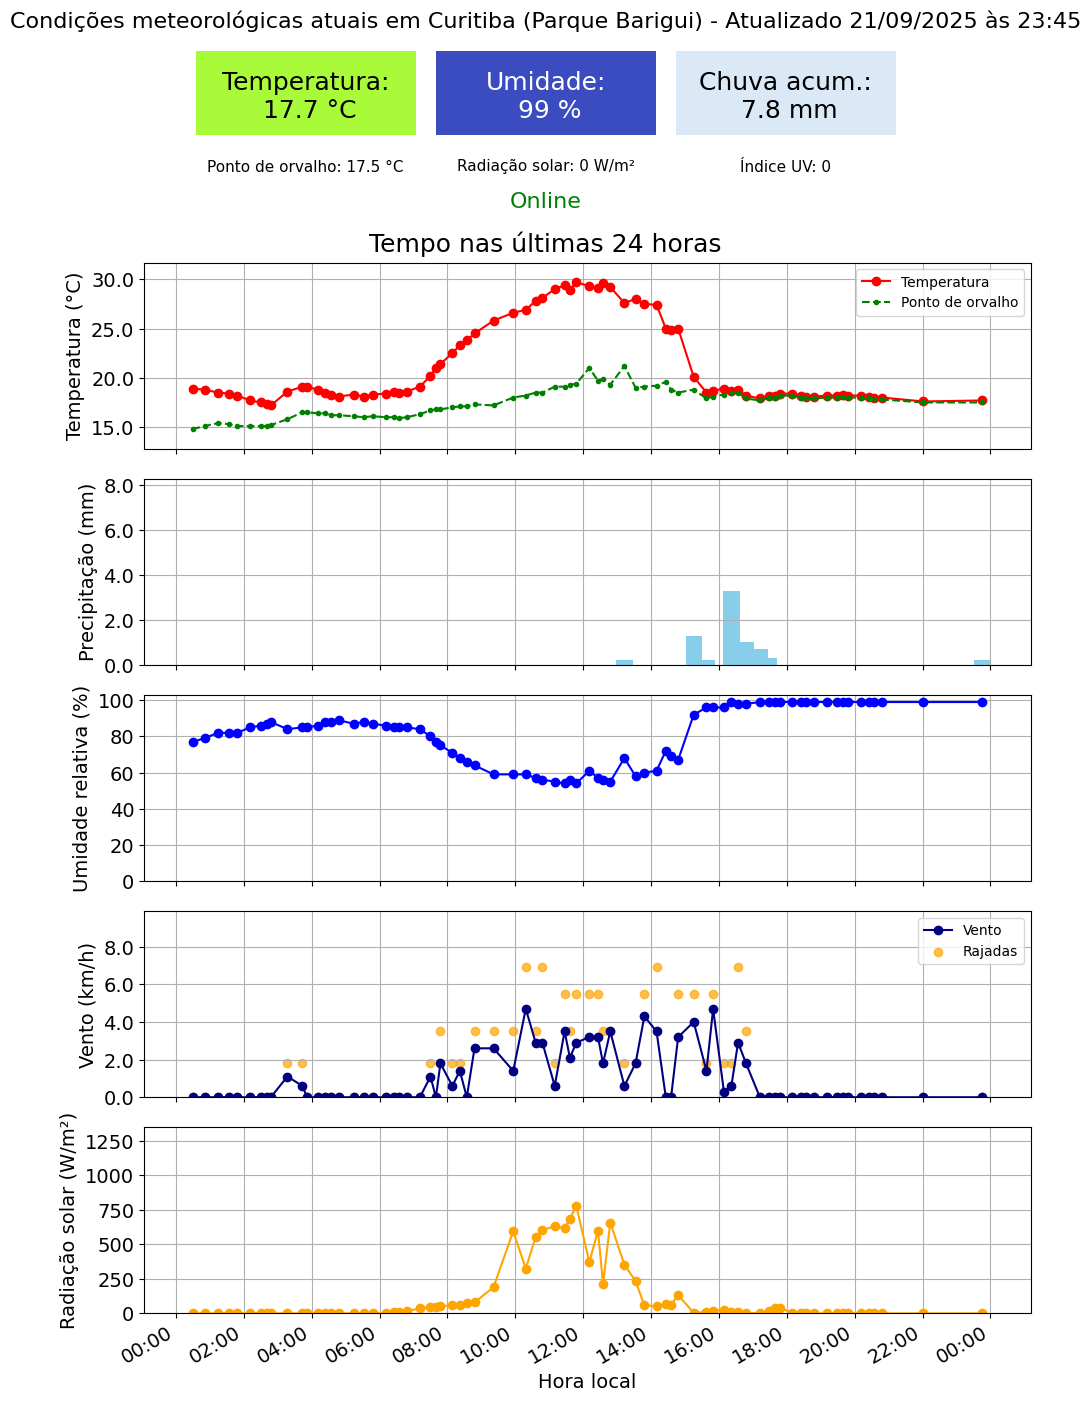 Condições meteorológicas atuais em Curitiba (Parque Barigui) - Atualizado 21/09/2025 às 23:45
Temperatura:
17.7 °C
Umidade:
99 %
Chuva acum.:
7.8 mm
Ponto de orvalho: 17.5 °C
Radiação solar: 0 W/m²
Índice UV: 0
Online
Tempo nas últimas 24 horas
Temperatura (°C)
30.0
25.0
20.0
15.0
Temperatura
Ponto de orvalho
Precipitação (mm)
8.0
6.0
4.0
2.0
0.0
Umidade relativa (%)
100
80
60
40
20
0
Vento (km/h)
8.0
6.0
4.0
2.0
0.0
Vento
Rajadas
Radiação solar (W/m²)
1250
1000
750
500
250
0
00:00 02:00 04:00 06:00 08:00 10:00 12:00 14:00 16:00 18:00 20:00 22:00 00:00
Hora local